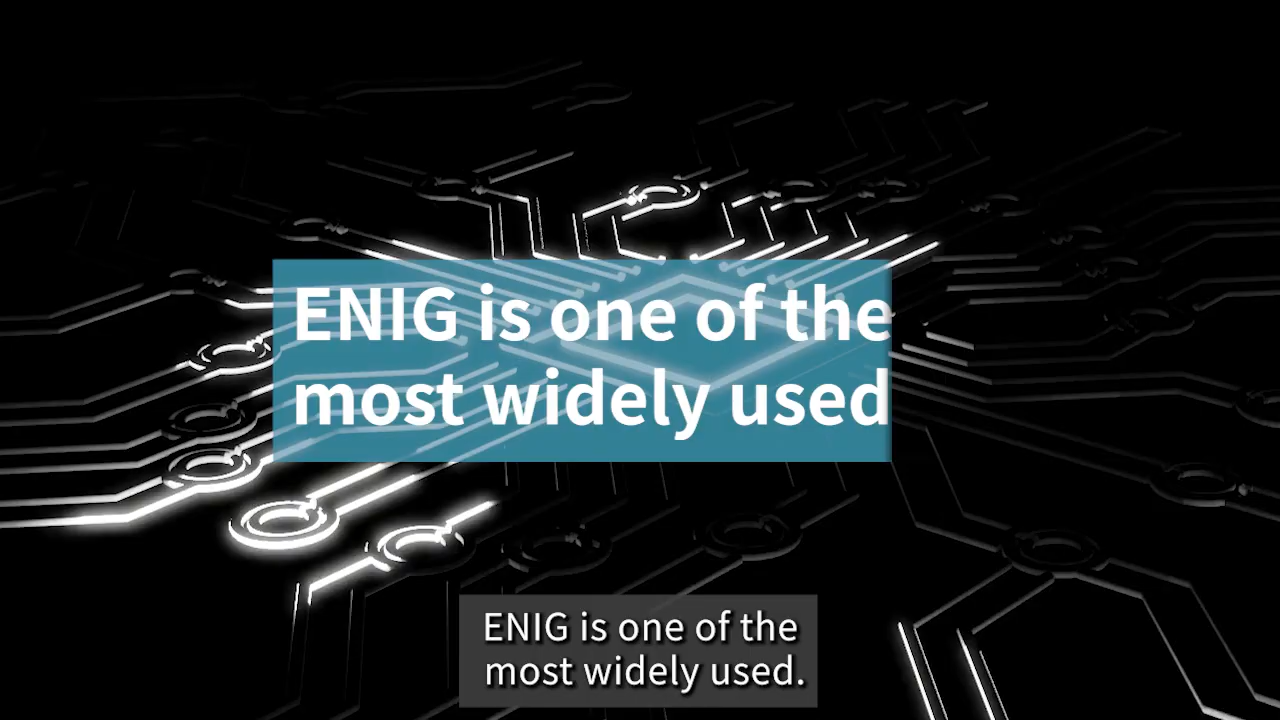 ENIG is one of the
most widely used
ENIG is one of the
most widely used.